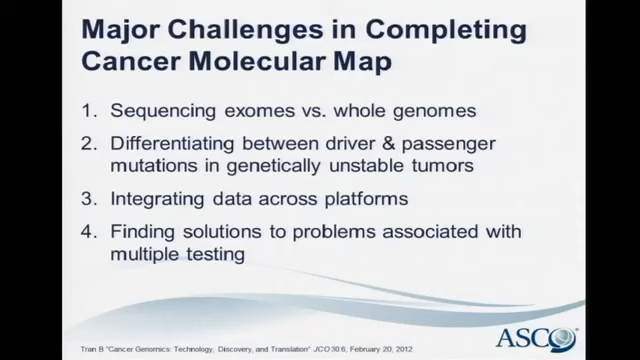 Major Challenges in Completing
Cancer Molecular Map
1. Sequencing exomes vs. whole genomes
2. Differentiating between driver & passenger
mutations in genetically unstable tumors
3. Integrating data across platforms
4. Finding solutions to problems associated with
multiple testing
Tran B "Cancer Genomics: Technology, Discovery, and Translation" JCO 30:6, February 20, 2012
ASCO